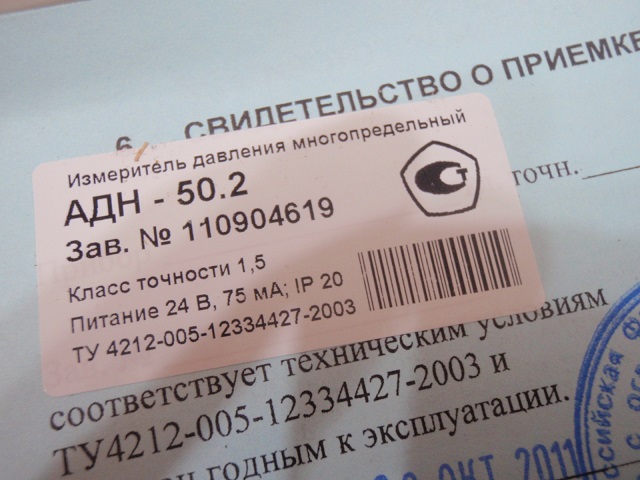 6. СВИДЕТЕЛЬСТВО О ПРИЕМКЕ
Измеритель давления многопредельный
АДН - 50.2
Зав. № 110904619
Класс точности 1,5
Питание 24 В, 75 мА; IP 20
ТУ 4212-005-12334427-2003
точн.
соответствует техническим условиям
ТУ4212-005-12334427-2003 и
годным к эксплуатации.
ОКТ 2011